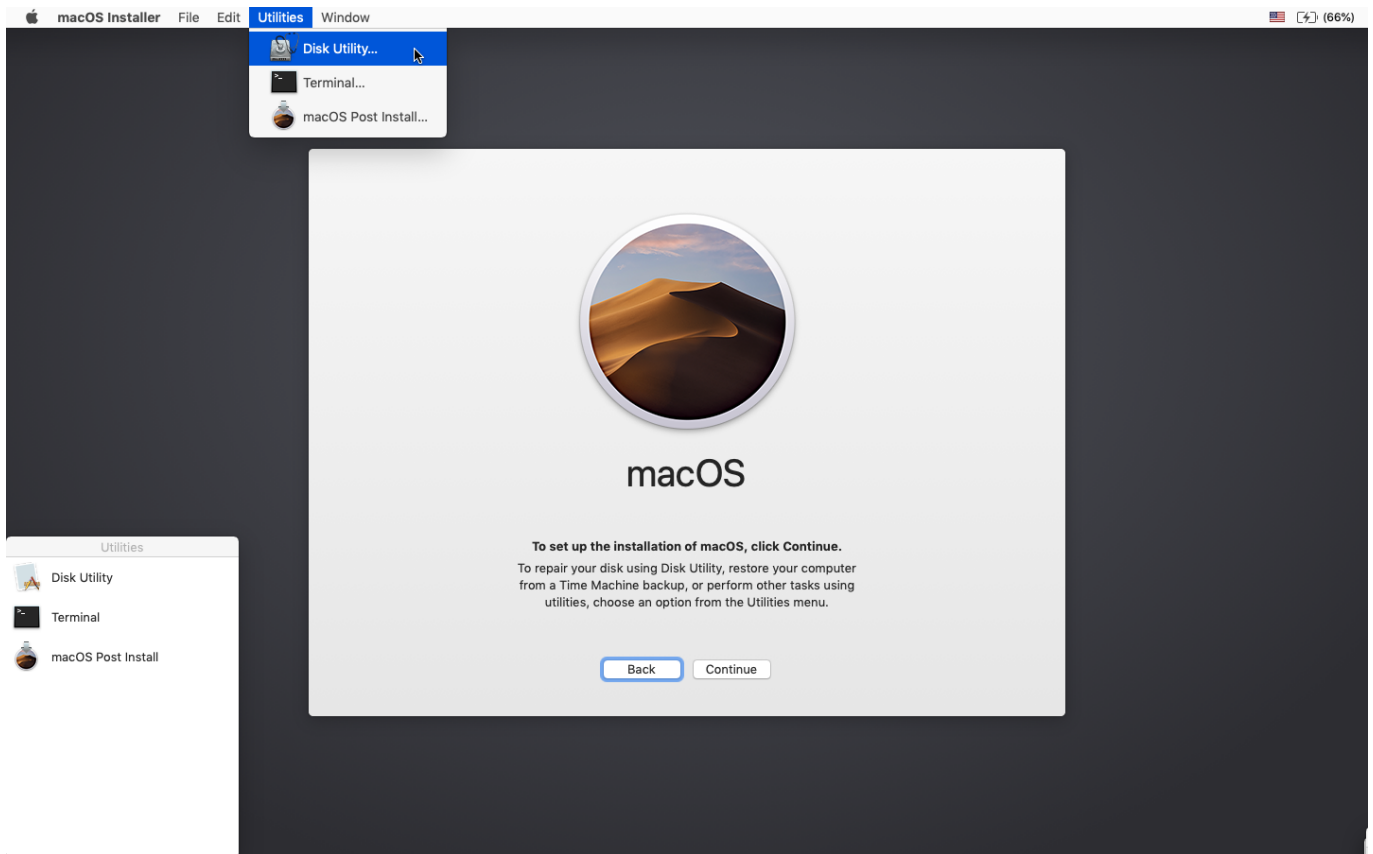 macOS Installer File Edit Utilities Window (66%)
Disk Utility...
Terminal...
macOS Post Install...
macOS
To set up the installation of macOS, click Continue.
To repair your disk using Disk Utility, restore your computer
from a Time Machine backup, or perform other tasks using
utilities, choose an option from the Utilities menu.
Back Continue
Utilities
Disk Utility
Terminal
macOS Post Install